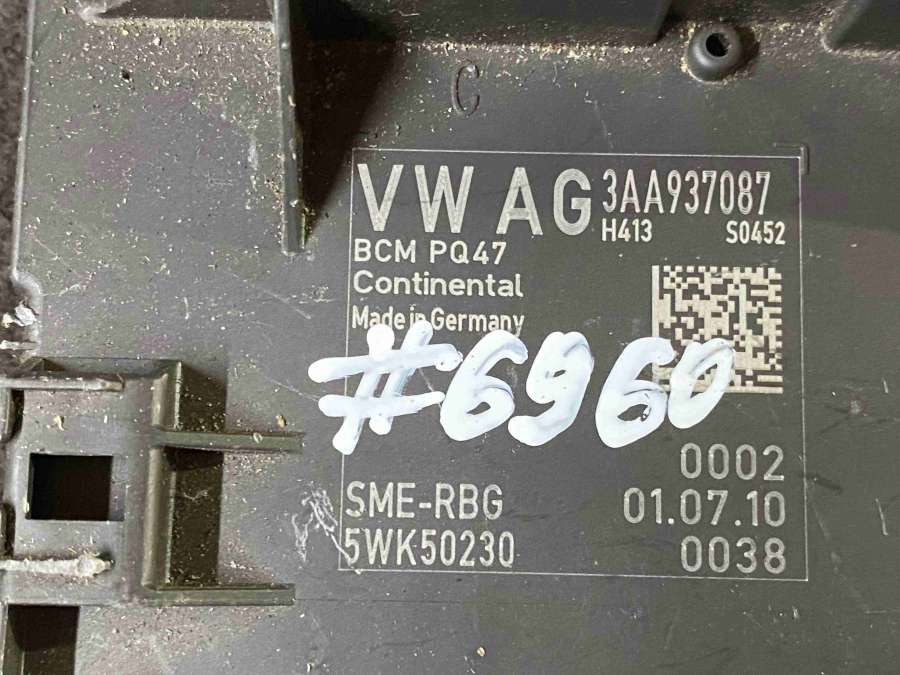 C
VW AG 3AA937087
H413 S0452
BCM PQ47
Continental
Made in Germany
#6960
0002
SME-RBG 01.07.10
5WK50230 0038